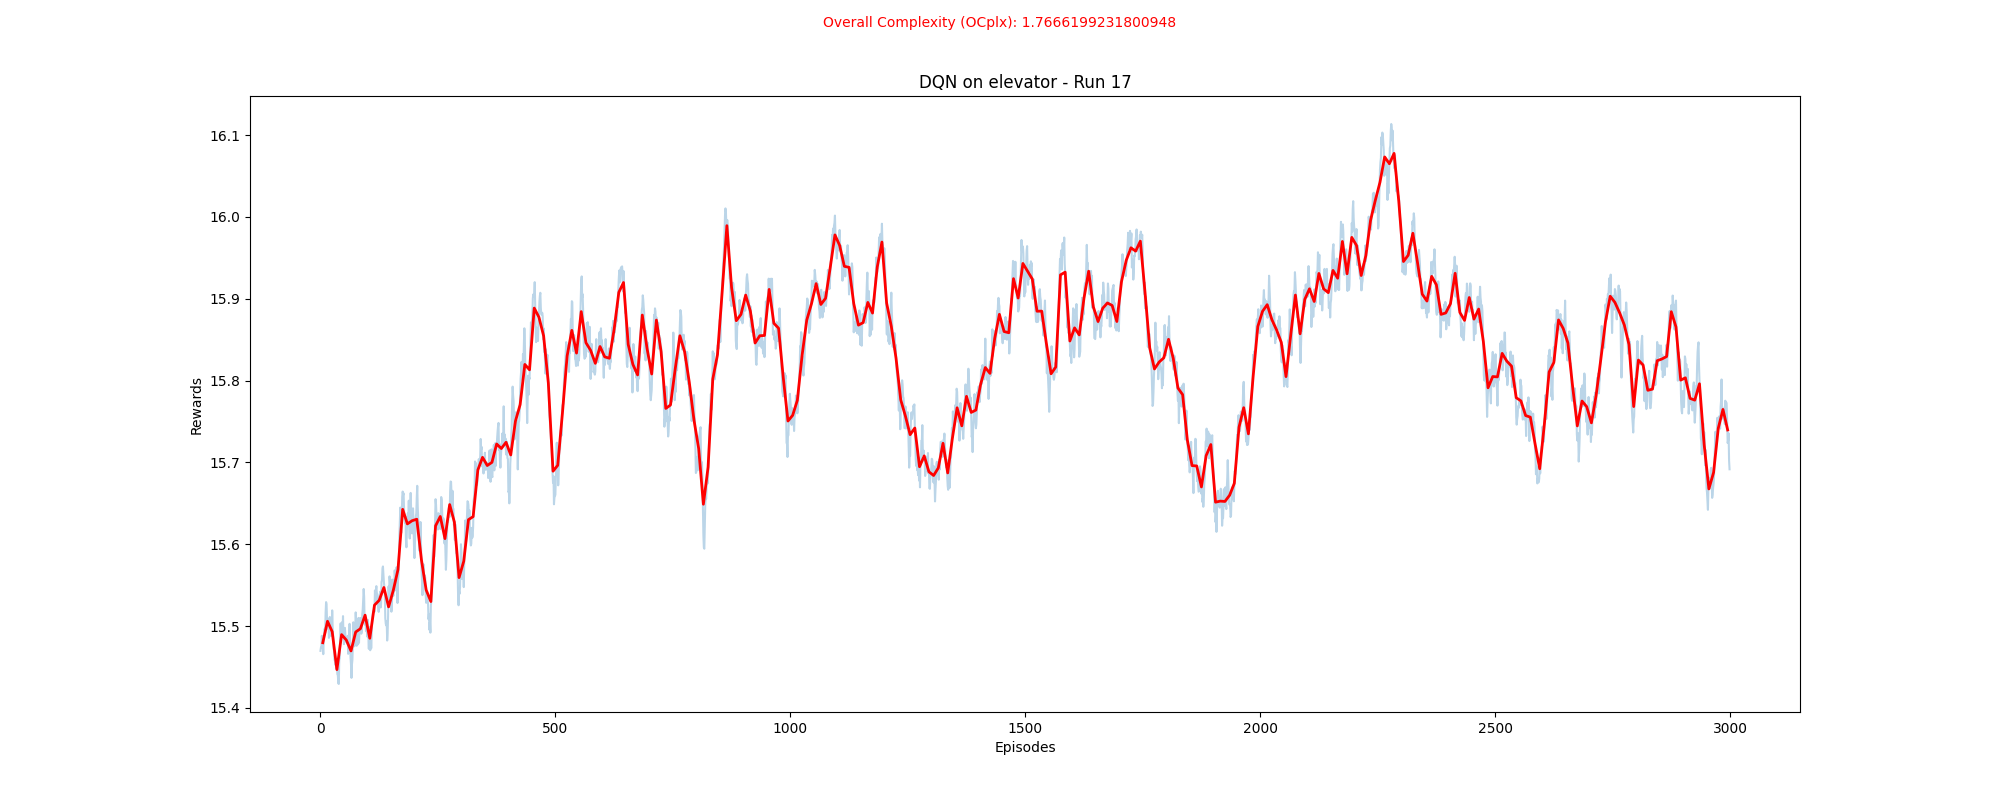 Overall Complexity (OCplx): 1.7666199231800948
DQN on elevator - Run 17
16.1
16.0
15.9
15.8
15.7
15.6
15.5
15.4
Rewards
0 500 1000 1500 2000 2500 3000
Episodes